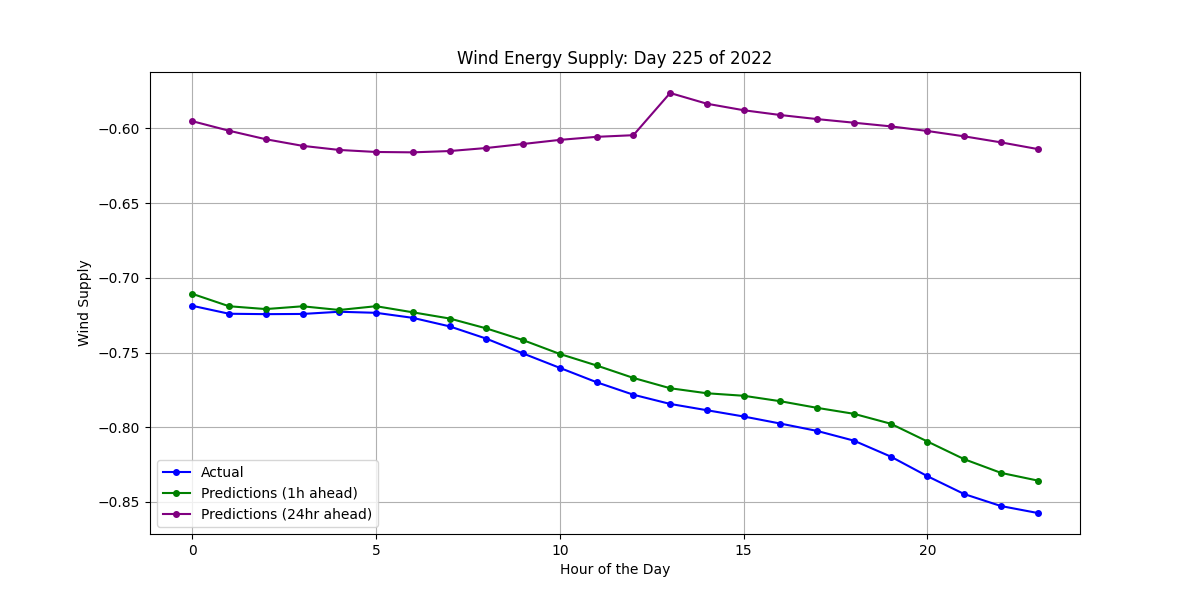 Wind Energy Supply: Day 225 of 2022
Wind Supply
−0.60
−0.65
−0.70
−0.75
−0.80
−0.85
Actual
Predictions (1h ahead)
Predictions (24hr ahead)
0 5 10 15 20
Hour of the Day